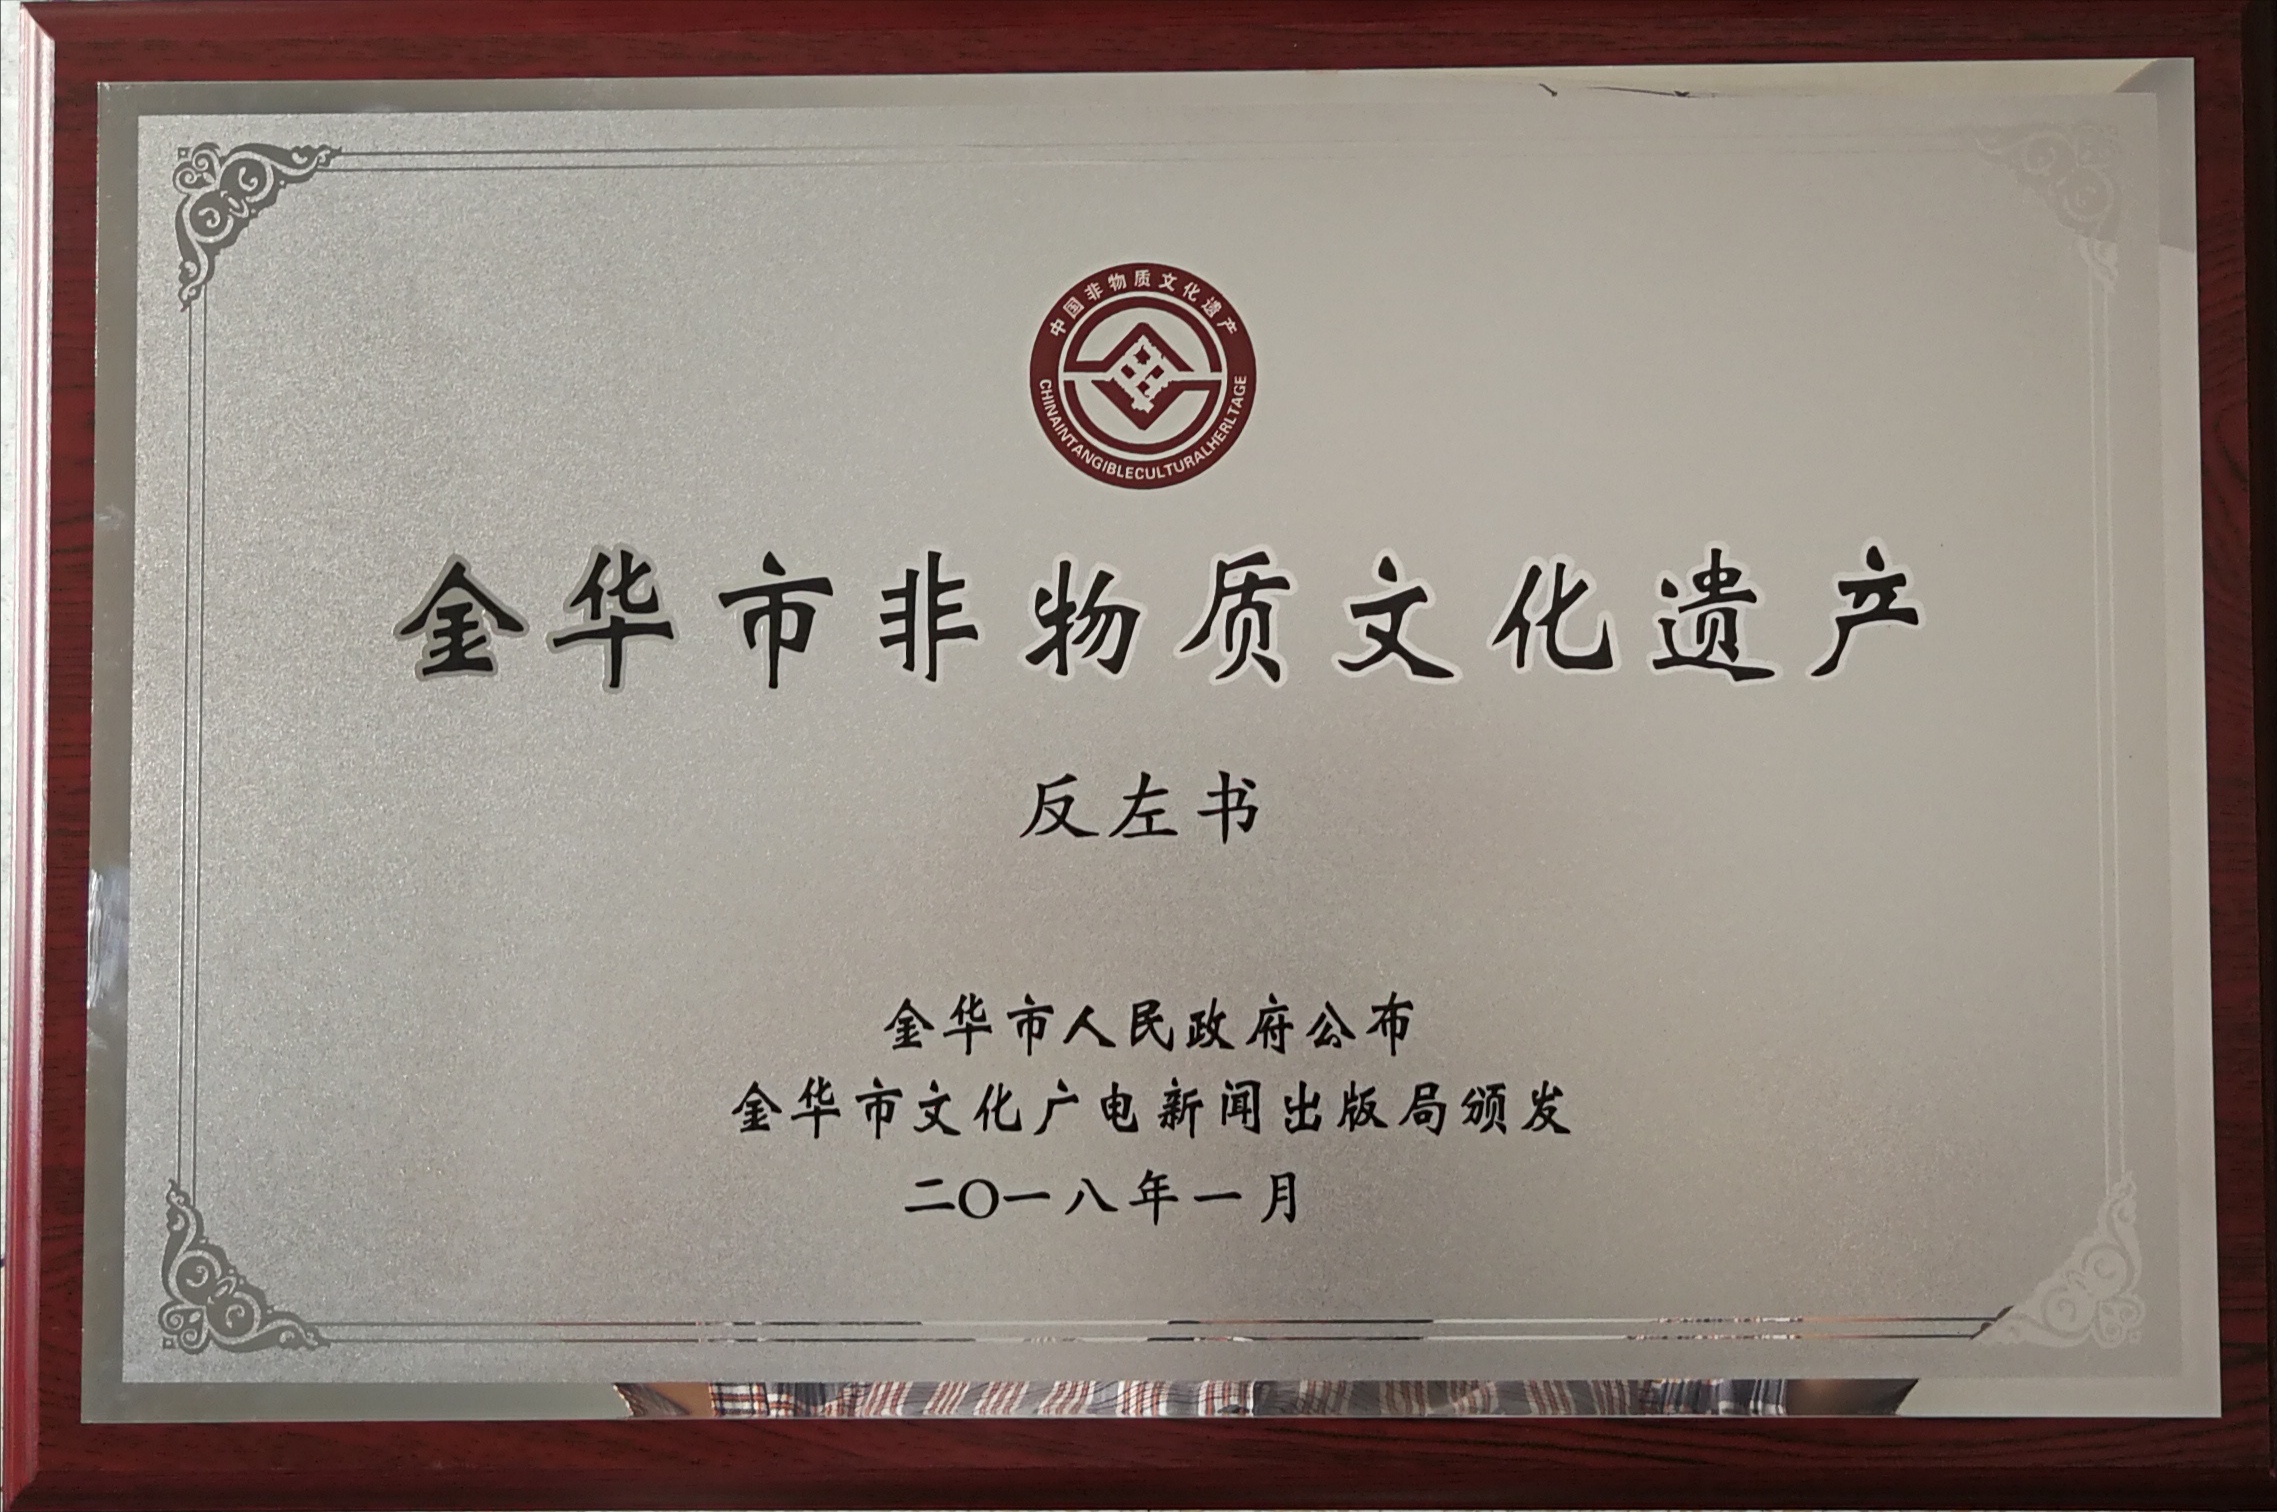 中国非物质文化遗产
CHINAINTANGIBLECULTURALHERLTAGE
金华市非物质文化遗产
反左书
金华市人民政府公布
金华市文化广电新闻出版局颁发
二〇一八年一月